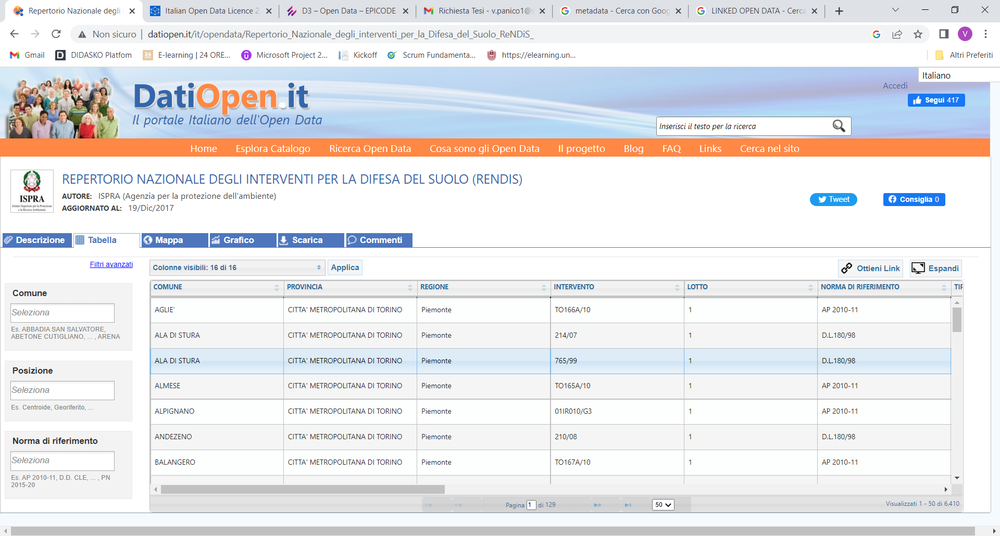 Repertorio Nazionale degli
Italian Open Data Licence 2
D3 – Open Data – EPICODE
Richiesta Tesi - v.panico1@s
metadata - Cerca con Goog
LINKED OPEN DATA - Cerca
Non sicuro
datiopen.it/it/opendata/Repertorio_Nazionale_degli_interventi_per_la_Difesa_del_Suolo_ReNDiS_
V
Gmail
DIDASKO Platfom
E-learning | 24 ORE...
Microsoft Project 2...
Kickoff
Scrum Fundamenta...
https://elearning.un...
Altri Preferiti
Italiano
Accedi
Segui 417
DatiOpen.it
Il portale Italiano dell'Open Data
Inserisci il testo per la ricerca
Home
Esplora Catalogo
Ricerca Open Data
Cosa sono gli Open Data
Il progetto
Blog
FAQ
Links
Cerca nel sito
ISPRA
Istituto Superiore per la Protezione
e la Ricerca Ambientale
REPERTORIO NAZIONALE DEGLI INTERVENTI PER LA DIFESA DEL SUOLO (RENDIS)
AUTORE: ISPRA (Agenzia per la protezione dell'ambiente)
AGGIORNATO AL: 19/Dic/2017
Tweet
Consiglia 0
Descrizione
Tabella
Mappa
Grafico
Scarica
Commenti
Filtri avanzati
Colonne visibili: 16 di 16
Applica
Ottieni Link
Espandi
Comune
Seleziona
Es. ABBADIA SAN SALVATORE,
ABETONE CUTIGLIANO, ... , ARENA
Posizione
Seleziona
Es. Centroide, Georiferito, ...
Norma di riferimento
Seleziona
Es. AP 2010-11, D.D. CLE, ... , PN
2015-20
COMUNE PROVINCIA REGIONE INTERVENTO LOTTO NORMA DI RIFERIMENTO TIP
AGLIE' CITTA' METROPOLITANA DI TORINO Piemonte TO166A/10 1 AP 2010-11
ALA DI STURA CITTA' METROPOLITANA DI TORINO Piemonte 214/07 1 D.L.180/98
ALA DI STURA CITTA' METROPOLITANA DI TORINO Piemonte 765/99 1 D.L.180/98
ALMESE CITTA' METROPOLITANA DI TORINO Piemonte TO165A/10 1 AP 2010-11
ALPIGNANO CITTA' METROPOLITANA DI TORINO Piemonte 01IR010/G3 1 AP 2010-11
ANDEZENO CITTA' METROPOLITANA DI TORINO Piemonte 210/08 1 D.L.180/98
BALANGERO CITTA' METROPOLITANA DI TORINO Piemonte TO167A/10 1 AP 2010-11
Pagina 1 di 129
50
Visualizzati 1 - 50 di 6.410